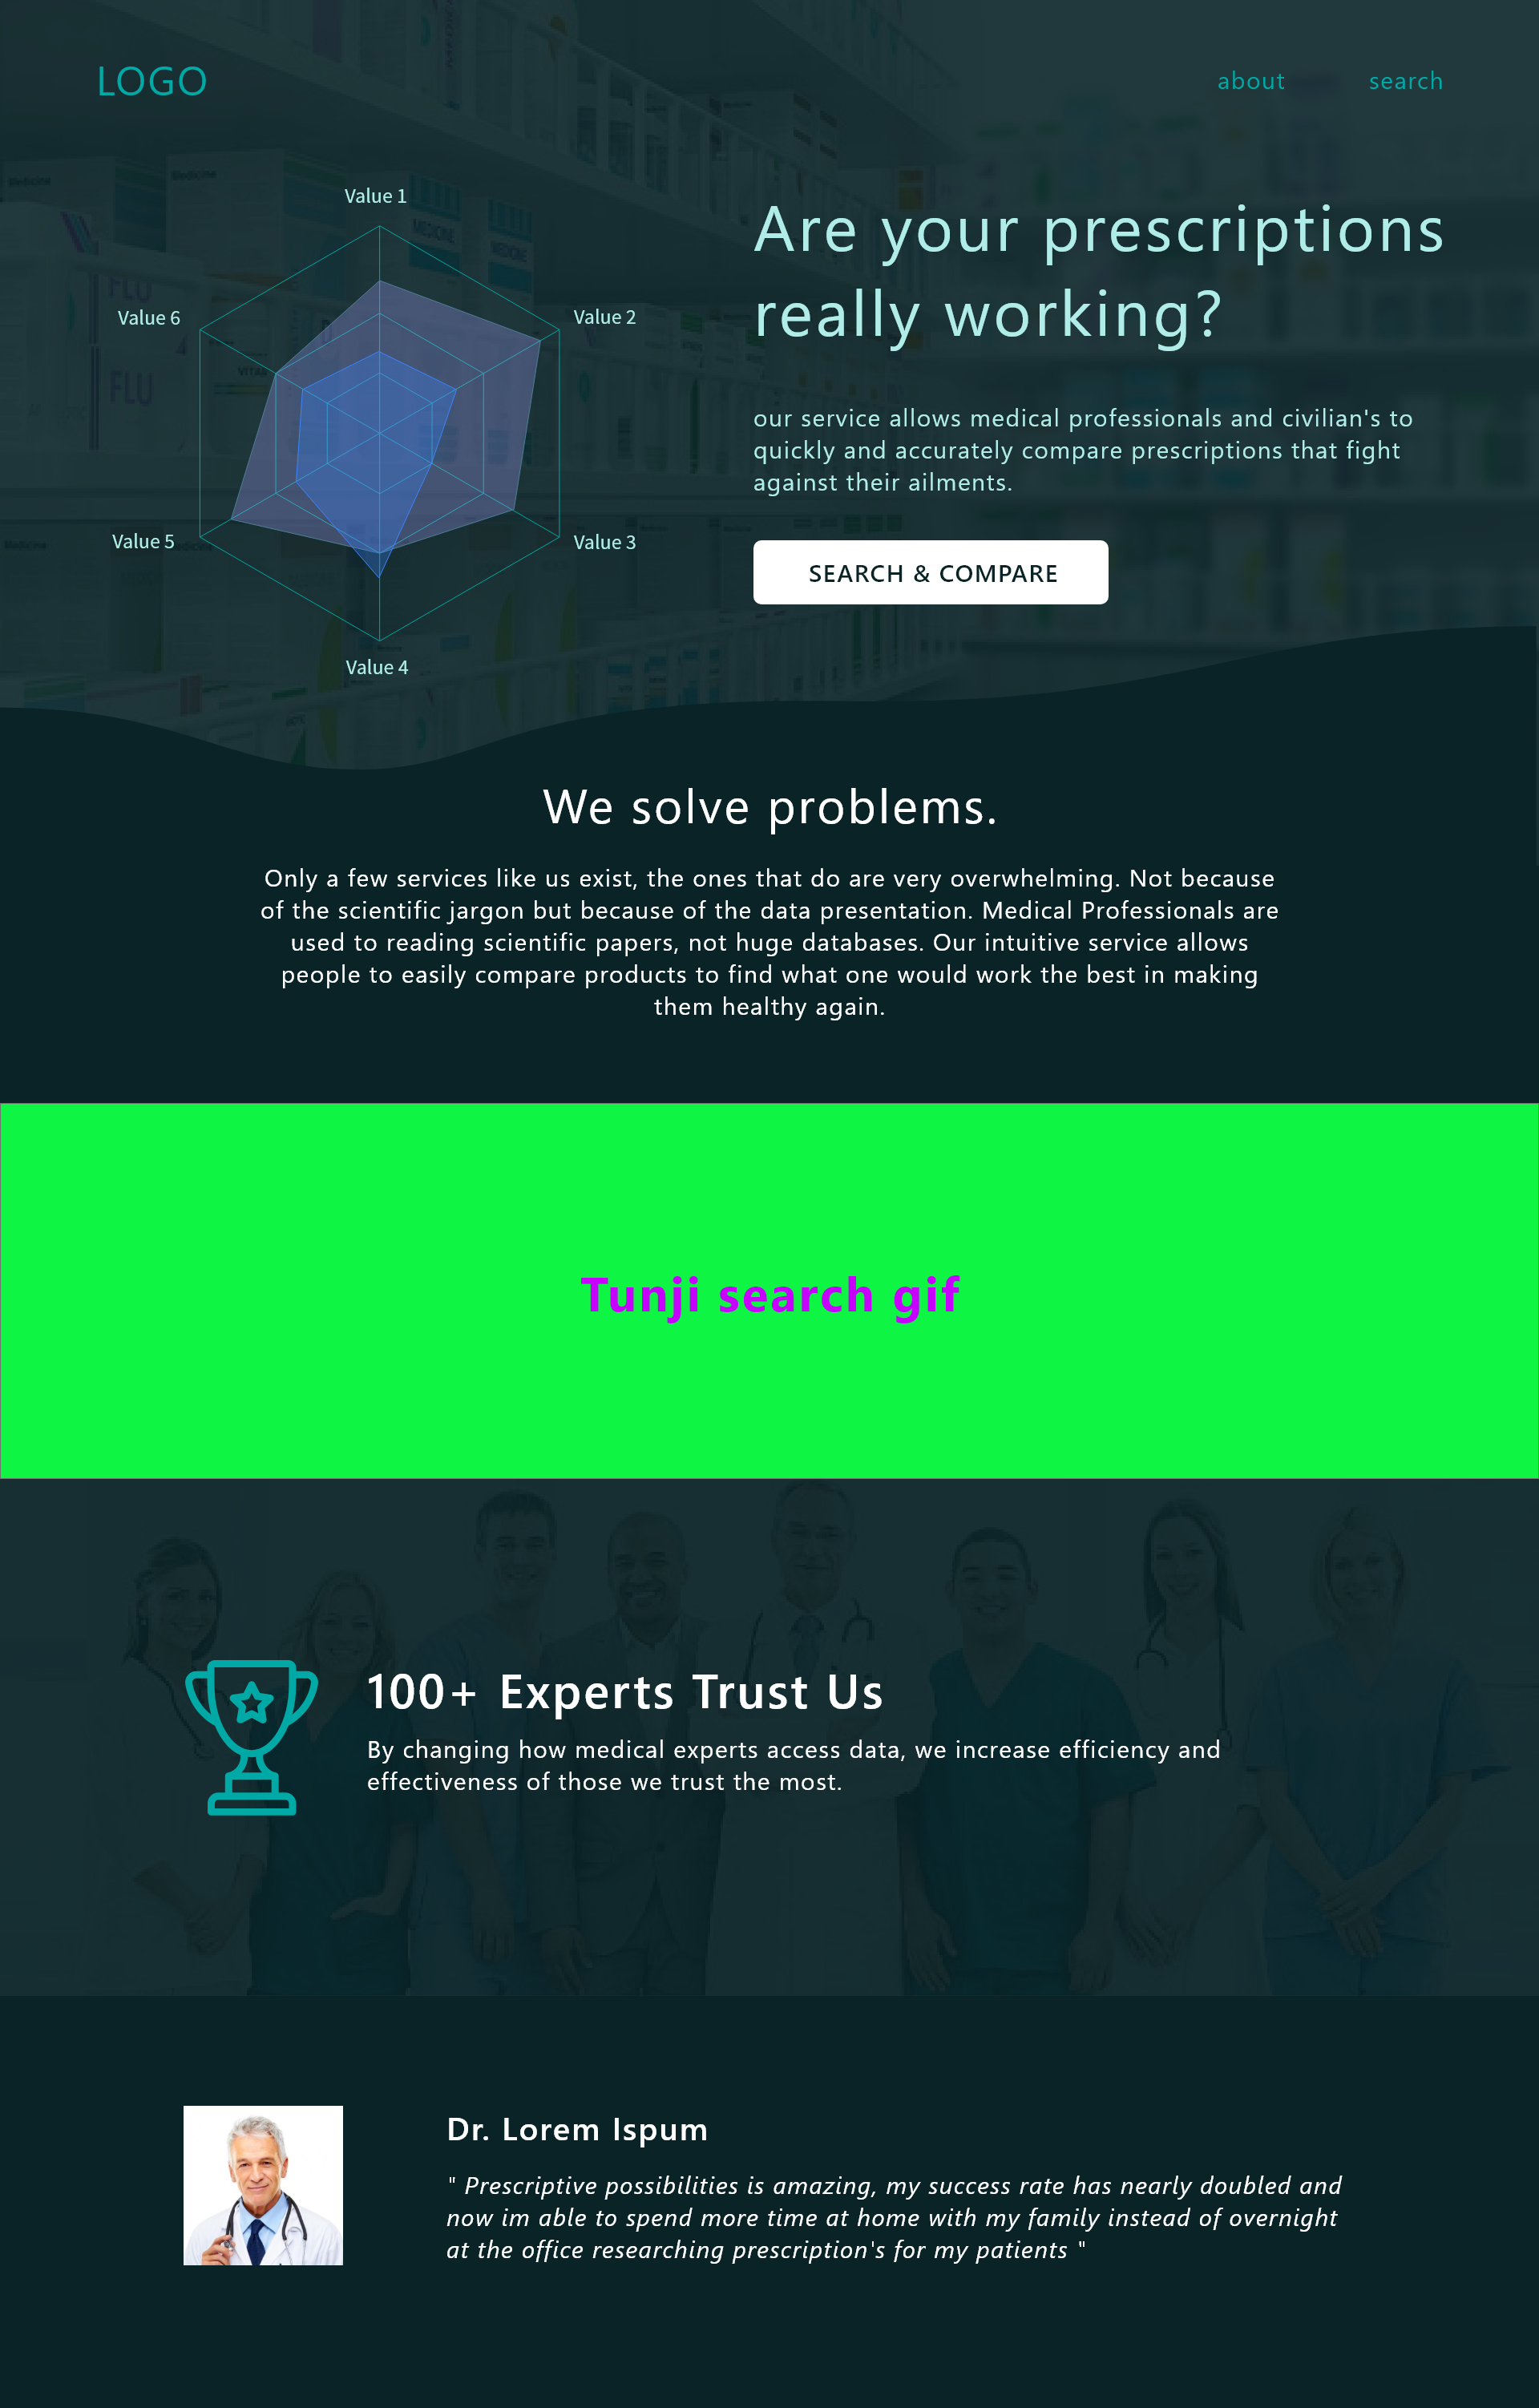 LOGO
about
search
Medicine
Medicine
MEDICINE
MEDICINE
FLU
FLU
Value 1
Value 2
Value 3
Value 4
Value 5
Value 6
Are your prescriptions
really working?
our service allows medical professionals and civilian's to
quickly and accurately compare prescriptions that fight
against their ailments.
SEARCH & COMPARE
We solve problems.
Only a few services like us exist, the ones that do are very overwhelming. Not because
of the scientific jargon but because of the data presentation. Medical Professionals are
used to reading scientific papers, not huge databases. Our intuitive service allows
people to easily compare products to find what one would work the best in making
them healthy again.
Tunji search gif
100+ Experts Trust Us
By changing how medical experts access data, we increase efficiency and
effectiveness of those we trust the most.
Dr. Lorem Ispum
" Prescriptive possibilities is amazing, my success rate has nearly doubled and
now im able to spend more time at home with my family instead of overnight
at the office researching prescription's for my patients "